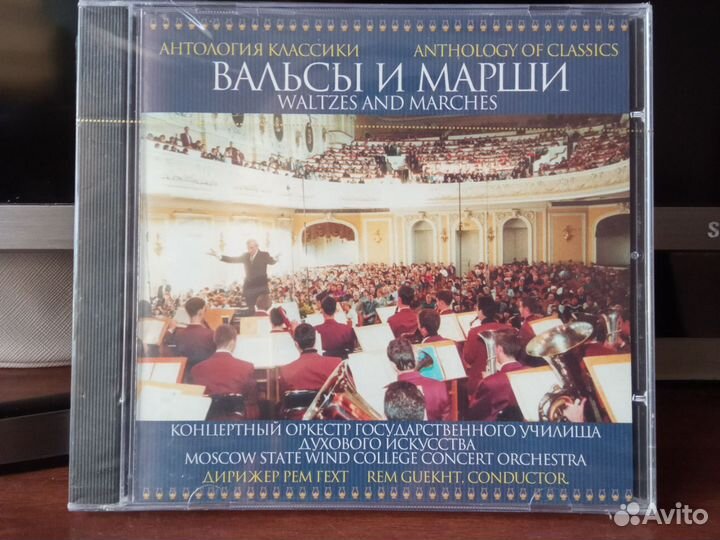 АНТОЛОГИЯ КЛАССИКИ ANTHOLOGY OF CLASSICS
ВАЛЬСЫ И МАРШИ
WALTZES AND MARCHES
КОНЦЕРТНЫЙ ОРКЕСТР ГОСУДАРСТВЕННОГО УЧИЛИЩА
ДУХОВОГО ИСКУССТВА
MOSCOW STATE WIND COLLEGE CONCERT ORCHESTRA
ДИРИЖЕР РЕМ ГЕХТ REM GUEKHT, CONDUCTOR
Avito